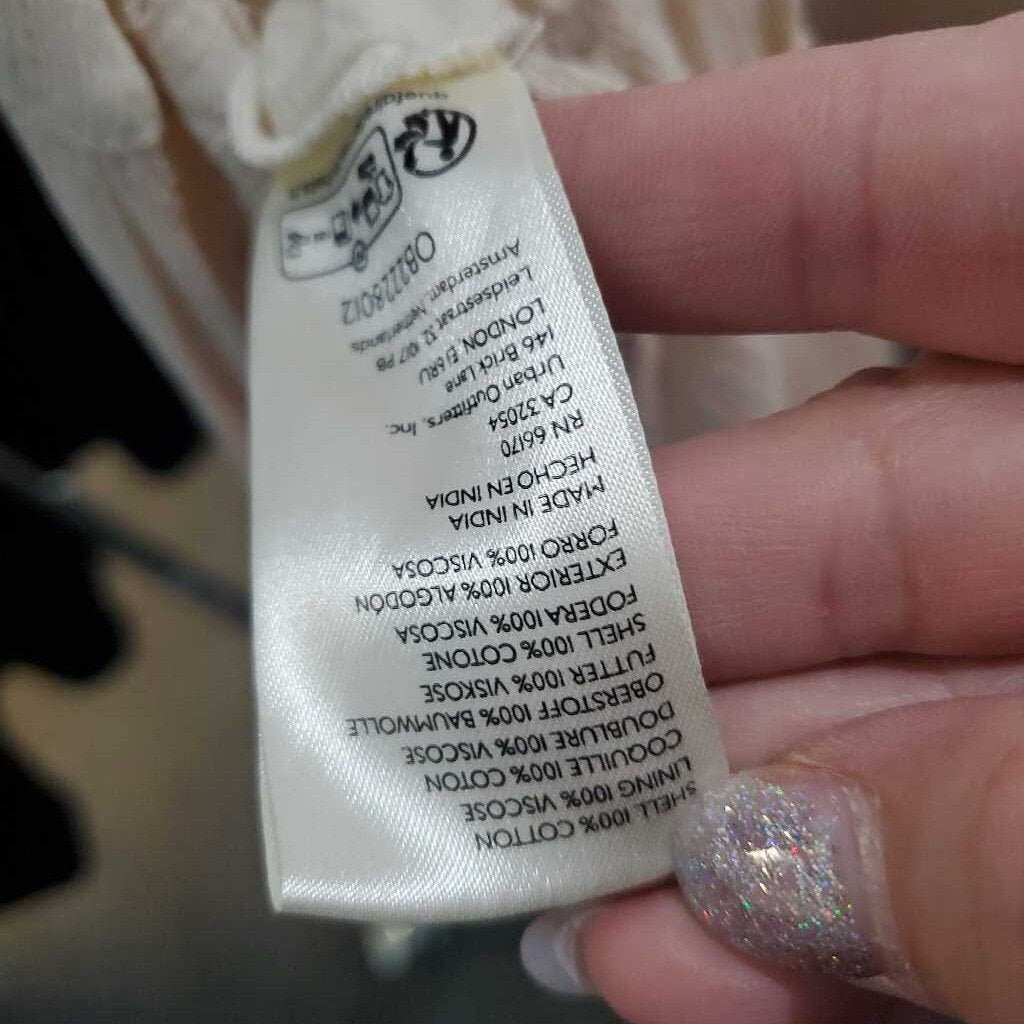 SHELL 100% COTTON
LINING 100% VISCOSE
COQUILLE 100% COTON
DOUBLURE 100% VISCOSE
OBERSTOFF 100% BAUMWOLLE
FUTTER 100% VISKOSE
SHELL 100% COTONE
FODERA 100% VISCOSA
EXTERIOR 100% ALGODÓN
FORRO 100% VISCOSA
MADE IN INDIA
HECHO EN INDIA
RN 66170
CA 32054
Urban Outfitters, Inc.
146 Brick Lane
LONDON, E1 6RU
Leidsestraat 32, 1017 PB
Amsterdam, Netherlands
082228012